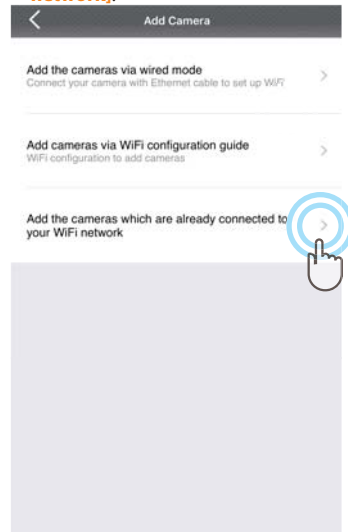 Add Camera
Add the cameras via wired mode
Connect your camera with Ethernet cable to set up WiFi
Add cameras via WiFi configuration guide
WiFi configuration to add cameras
Add the cameras which are already connected to
your WiFi network